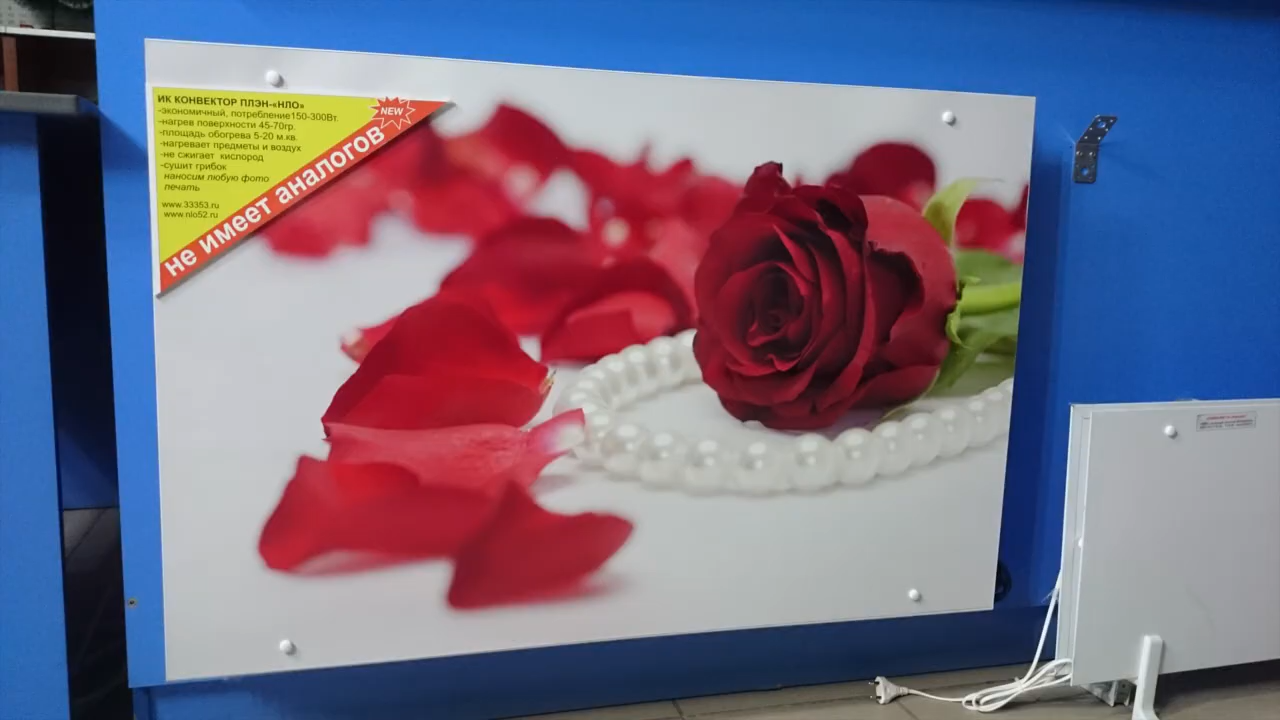 ИК КОНВЕКТОР ПЛЭН-«НЛО»
-экономичный, потребление150-300Вт.
-нагрев поверхности 45-70гр.
-площадь обогрева 5-20 м.кв.
-нагревает предметы и воздух
-не сжигает кислород
-сушит грибок
наносим любую фото
печать
www.33353.ru
www.nlo52.ru
NEW
не имеет аналогов